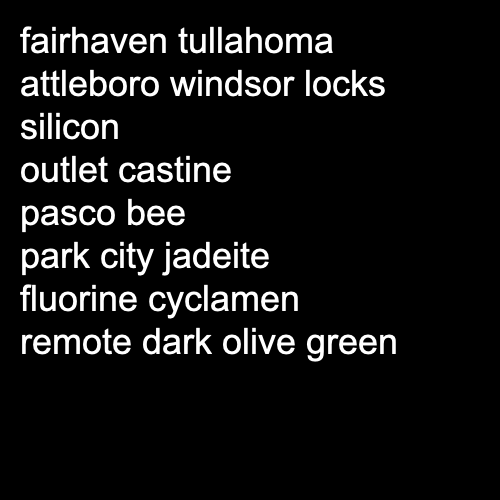 fairhaven tullahoma
attleboro windsor locks
silicon
outlet castine
pasco bee
park city jadeite
fluorine cyclamen
remote dark olive green